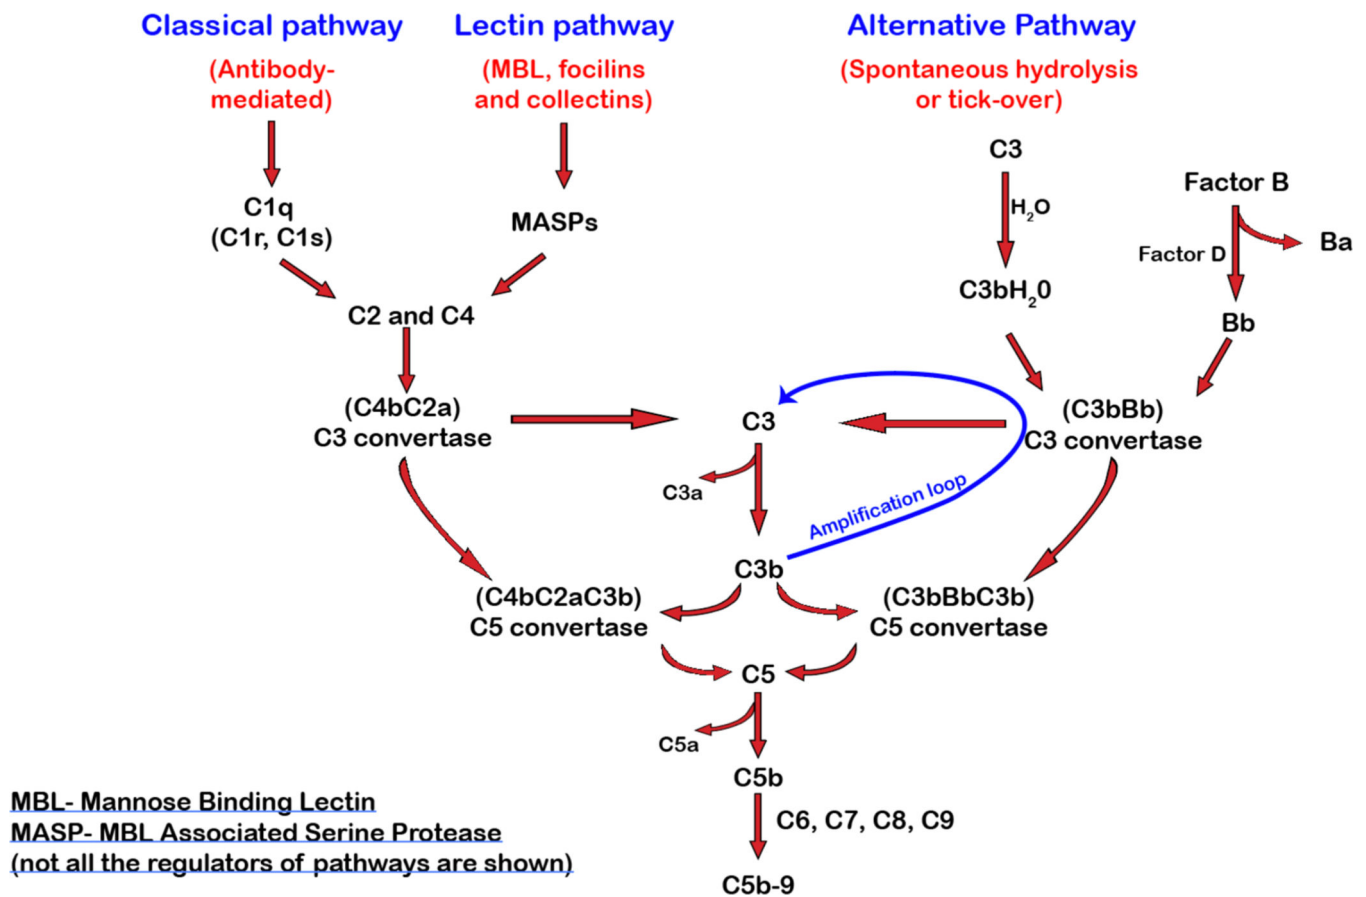 Classical pathway
Lectin pathway
Alternative Pathway
(Antibody-
mediated)
(MBL, focilins
and collectins)
(Spontaneous hydrolysis
or tick-over)
C3
H₂O
C3bH₂0
Factor B
Factor D
Ba
Bb
C1q
(C1r, C1s)
MASPs
C2 and C4
(C4bC2a)
C3 convertase
C3
(C3bBb)
C3 convertase
C3a
Amplification loop
C3b
(C4bC2aC3b)
C5 convertase
(C3bBbC3b)
C5 convertase
C5
C5a
C5b
C6, C7, C8, C9
C5b-9
MBL- Mannose Binding Lectin
MASP- MBL Associated Serine Protease
(not all the regulators of pathways are shown)